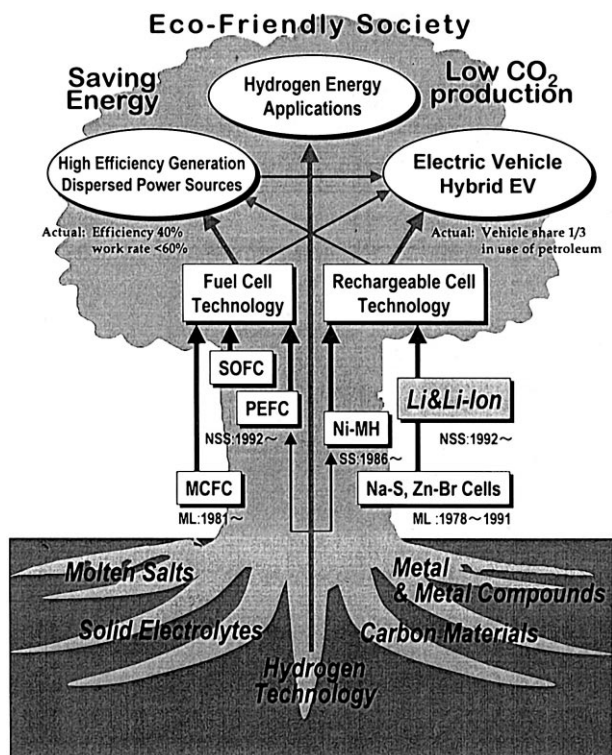 Eco-Friendly Society
Saving
Energy
Hydrogen Energy
Applications
Low CO₂
production
High Efficiency Generation
Dispersed Power Sources
Electric Vehicle
Hybrid EV
Actual: Efficiency 40%
work rate <60%
Actual: Vehicle share 1/3
in use of petroleum
Fuel Cell
Technology
Rechargeable Cell
Technology
SOFC
PEFC
NSS:1992～
Li&Li-Ion
NSS:1992～
Ni-MH
SS:1986～
MCFC
ML:1981～
Na-S, Zn-Br Cells
ML :1978～1991
Molten Salts
Metal
& Metal Compounds
Solid Electrolytes
Carbon Materials
Hydrogen
Technology